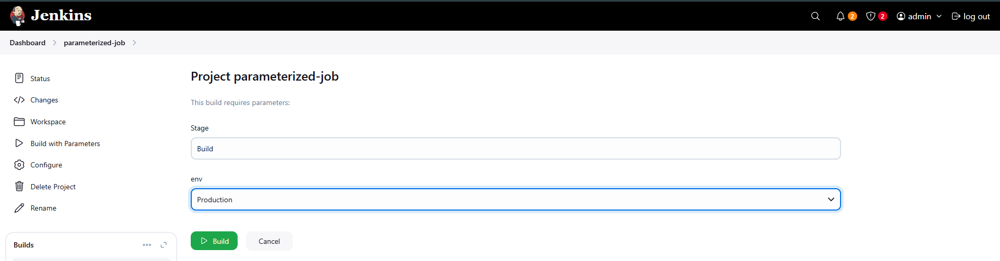 Jenkins
2 2 admin log out
Dashboard parameterized-job
Status
Changes
Workspace
Build with Parameters
Configure
Delete Project
Rename
Builds
Project parameterized-job
This build requires parameters:
Stage
Build
env
Production
Build Cancel